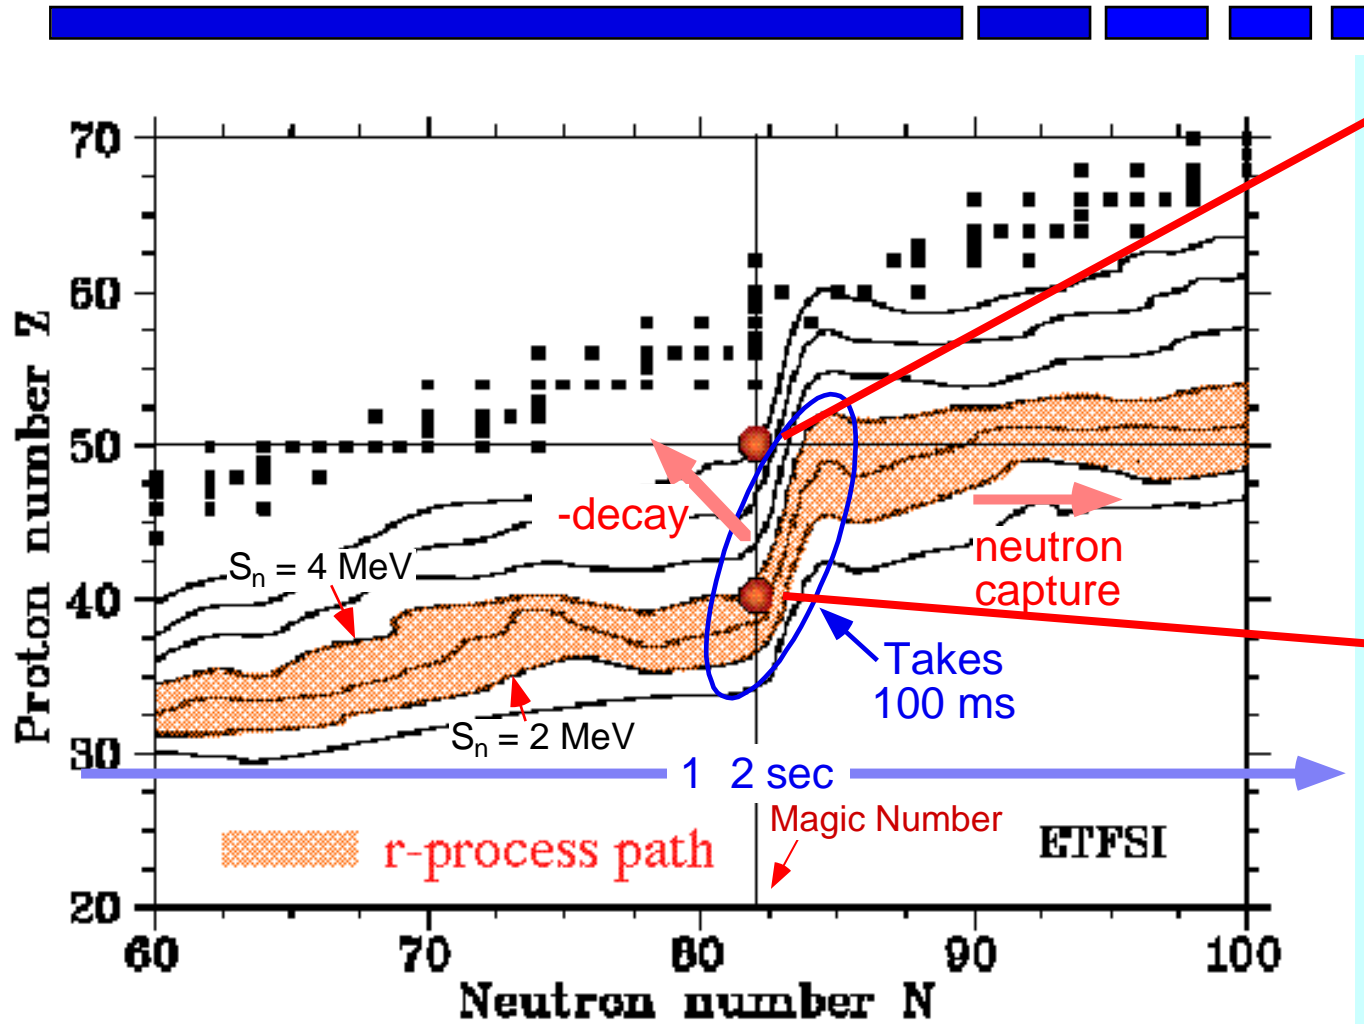 70
60
50
40
30
20
Proton number Z
-decay
neutron
capture
Sn = 4 MeV
Sn = 2 MeV
Takes
100 ms
1 2 sec
Magic Number
r-process path
ETFSI
60 70 80 90 100
Neutron number N